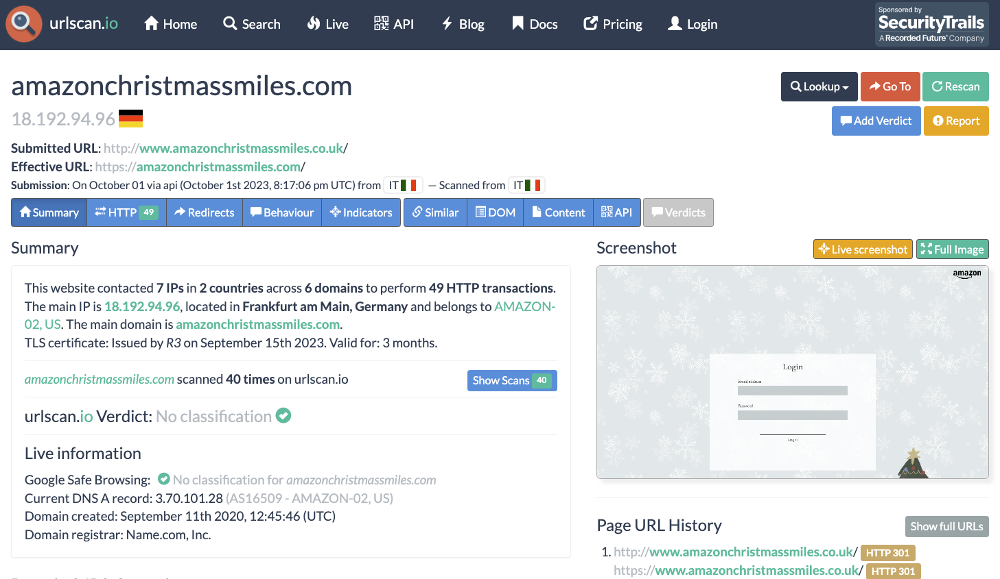 urlscan.io Home Search Live API Blog Docs Pricing Login
Sponsored by
SecurityTrails
A Recorded Future® Company
amazonchristmassmiles.com
Lookup Go To Rescan
18.192.94.96
Add Verdict Report
Submitted URL: http://www.amazonchristmassmiles.co.uk/
Effective URL: https://amazonchristmassmiles.com/
Submission: On October 01 via api (October 1st 2023, 8:17:06 pm UTC) from IT — Scanned from IT
Summary HTTP 49 Redirects Behaviour Indicators Similar DOM Content API Verdicts
Summary
This website contacted 7 IPs in 2 countries across 6 domains to perform 49 HTTP transactions.
The main IP is 18.192.94.96, located in Frankfurt am Main, Germany and belongs to AMAZON-
02, US. The main domain is amazonchristmassmiles.com.
TLS certificate: Issued by R3 on September 15th 2023. Valid for: 3 months.
amazonchristmassmiles.com scanned 40 times on urlscan.io
Show Scans 40
urlscan.io Verdict: No classification
Live information
Google Safe Browsing: No classification for amazonchristmassmiles.com
Current DNS A record: 3.70.101.28 (AS16509 - AMAZON-02, US)
Domain created: September 11th 2020, 12:45:46 (UTC)
Domain registrar: Name.com, Inc.
Screenshot
Live screenshot Full Image
amazon
Login
Email address
Password
Login
Page URL History
Show full URLs
1. http://www.amazonchristmassmiles.co.uk/ HTTP 301
https://www.amazonchristmassmiles.co.uk/ HTTP 301